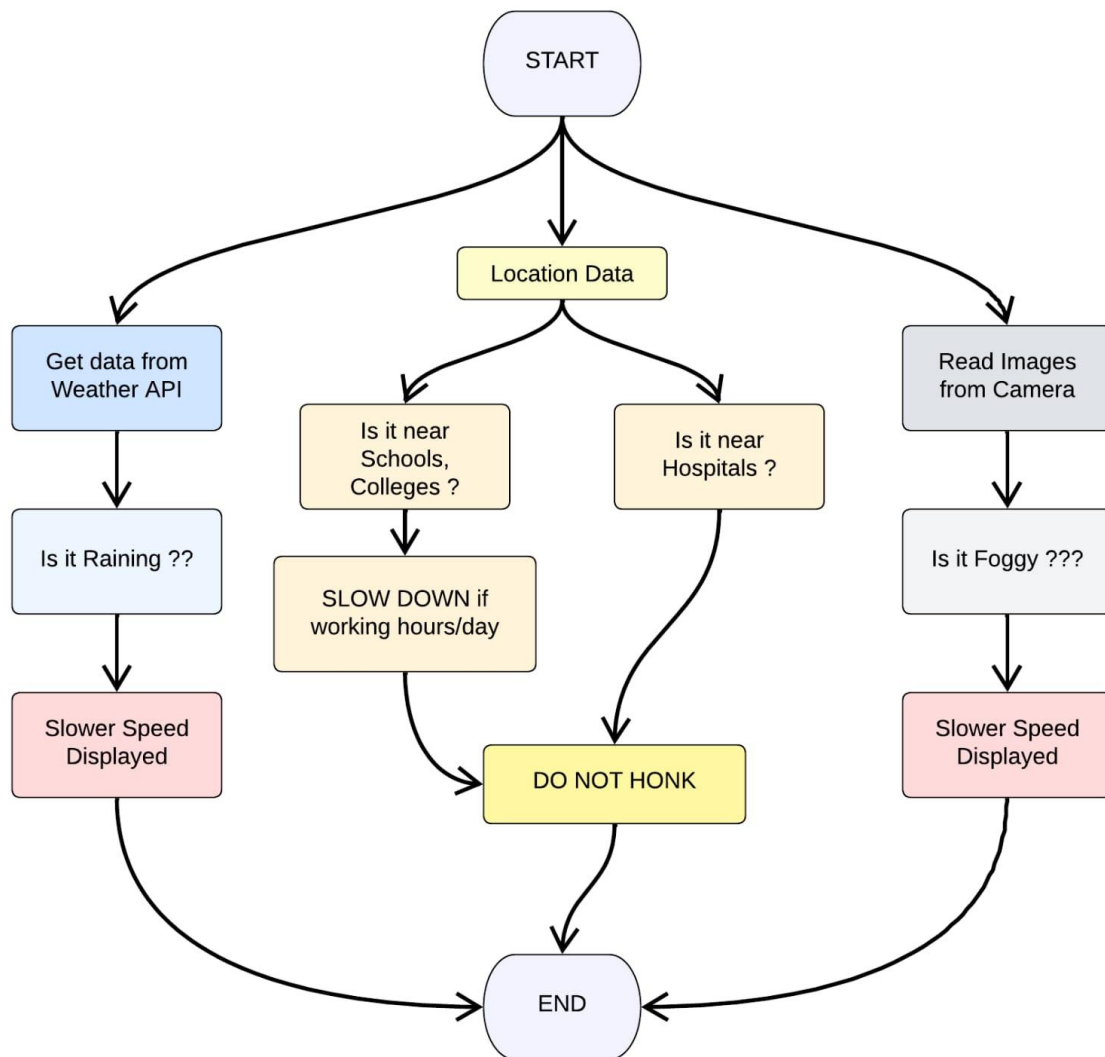 START
Location Data
Get data from
Weather API
Read Images
from Camera
Is it near
Schools,
Colleges ?
Is it near
Hospitals ?
Is it Raining ??
SLOW DOWN if
working hours/day
Is it Foggy ???
Slower Speed
Displayed
DO NOT HONK
Slower Speed
Displayed
END